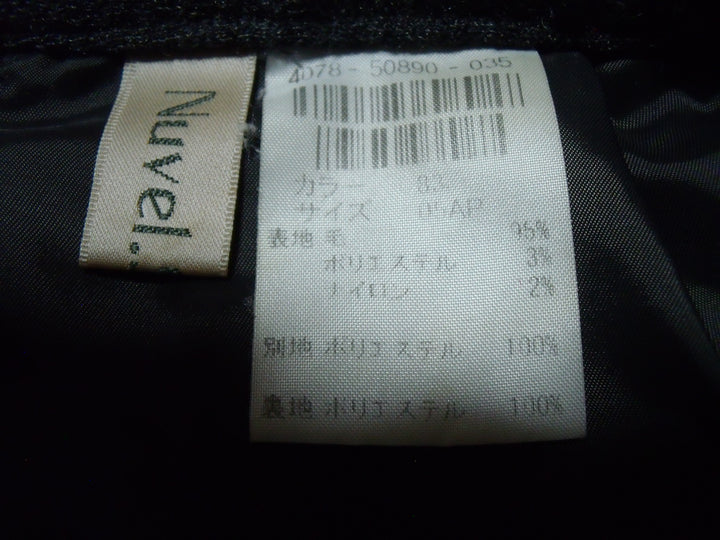 Nuvel..
4078-50890-035
カラー 83
サイズ
表地 毛 95%
ポリエステル 3%
ナイロン 2%
別地 ポリエステル 100%
裏地 ポリエステル 100%